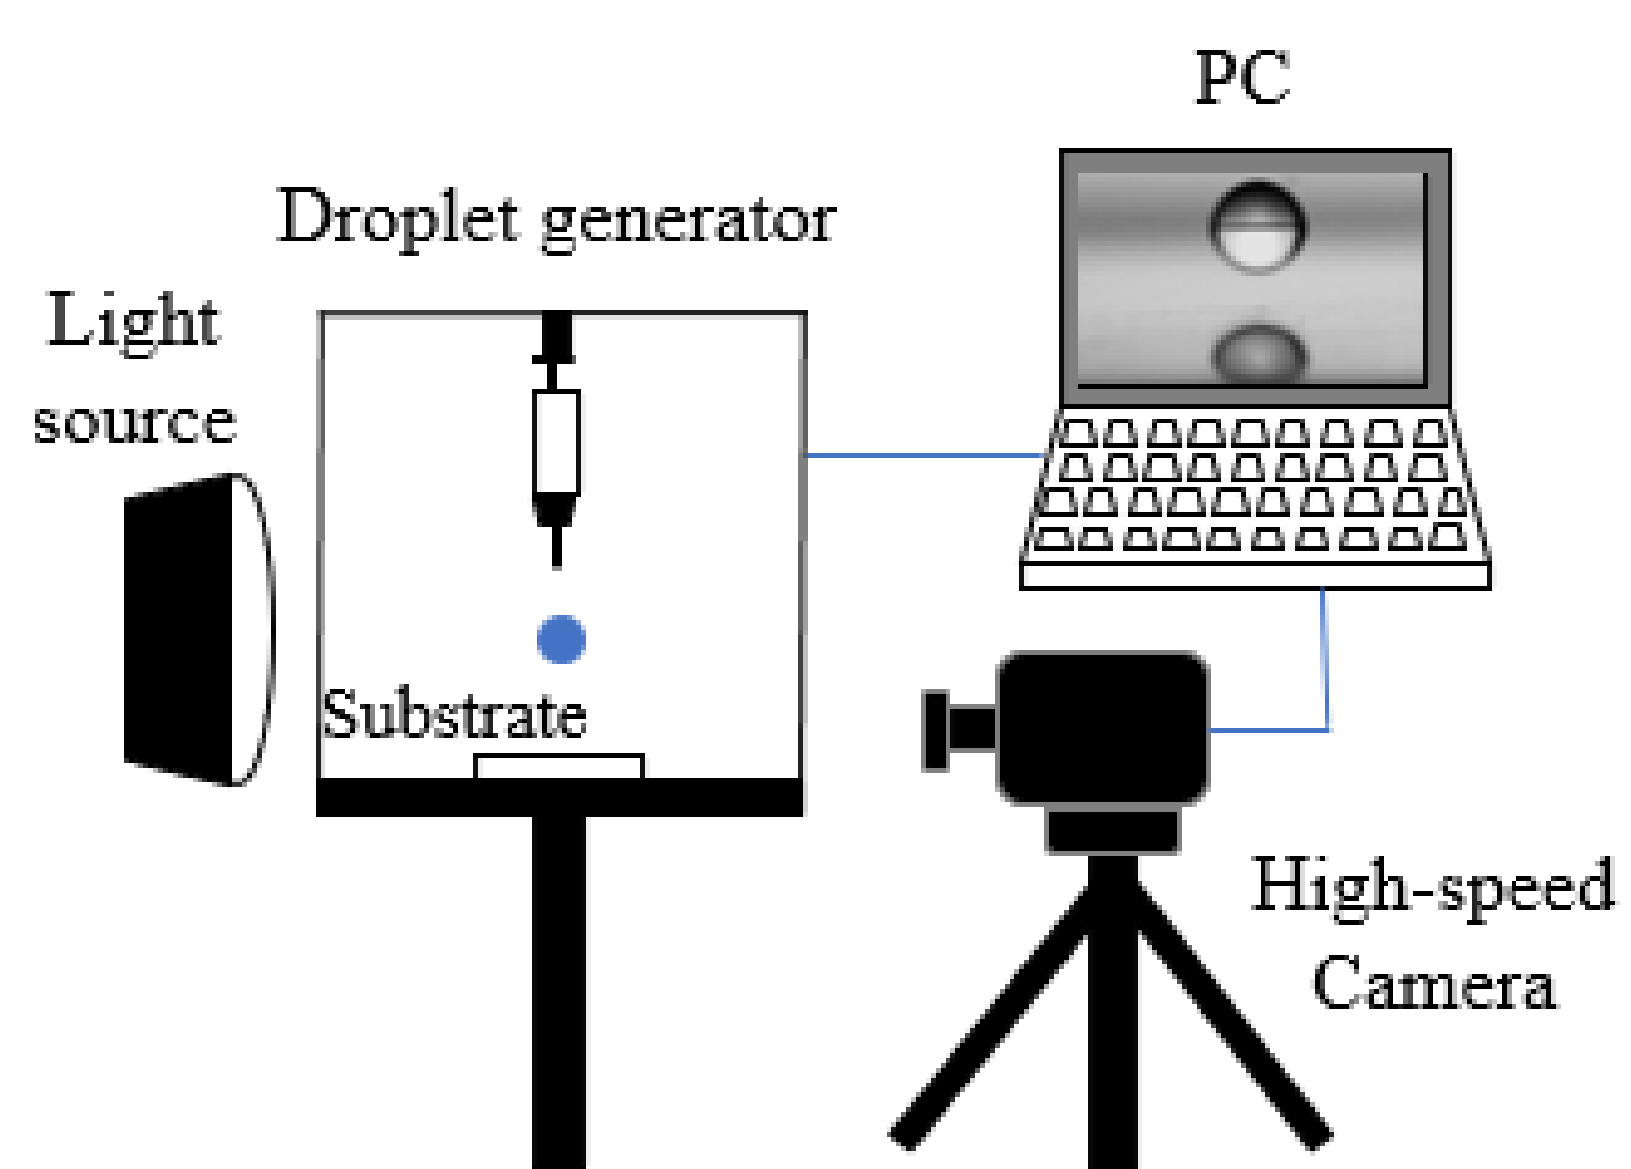 PC
Droplet generator
Light
source
Substrate
High-speed
Camera